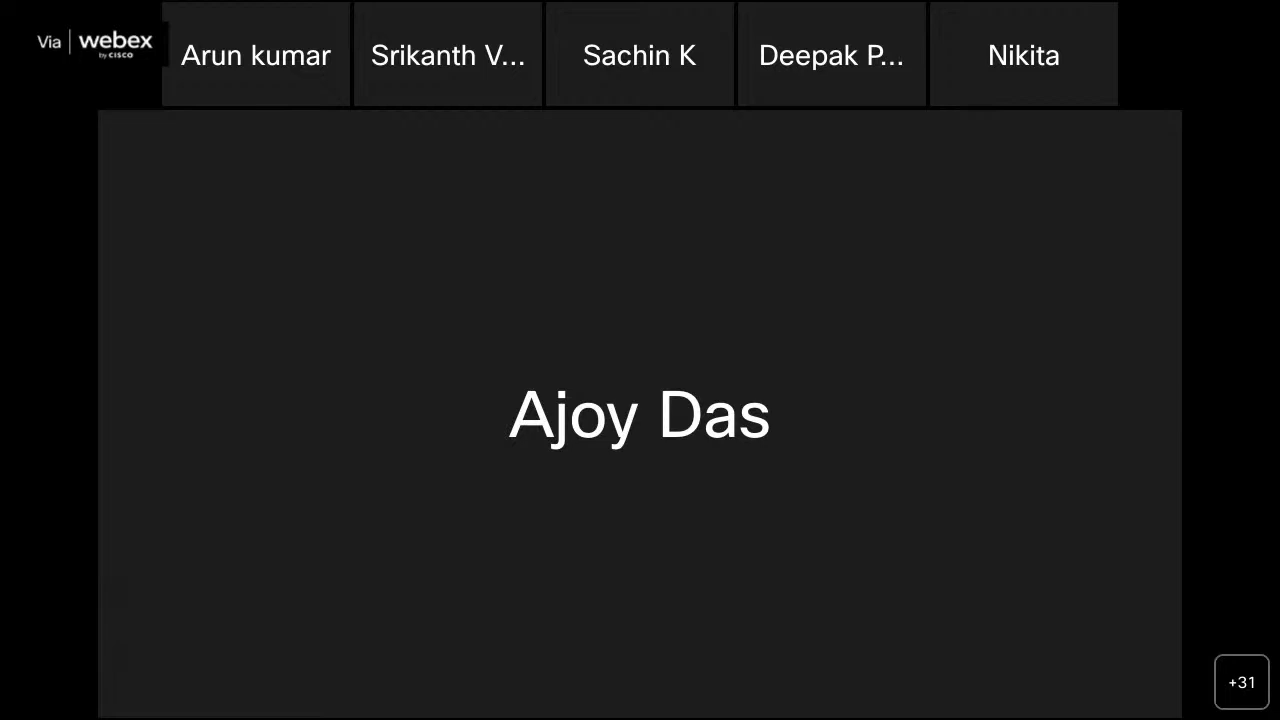 Via | webex
by CISCO
Arun kumar
Srikanth V...
Sachin K
Deepak P...
Nikita
Ajoy Das
+31